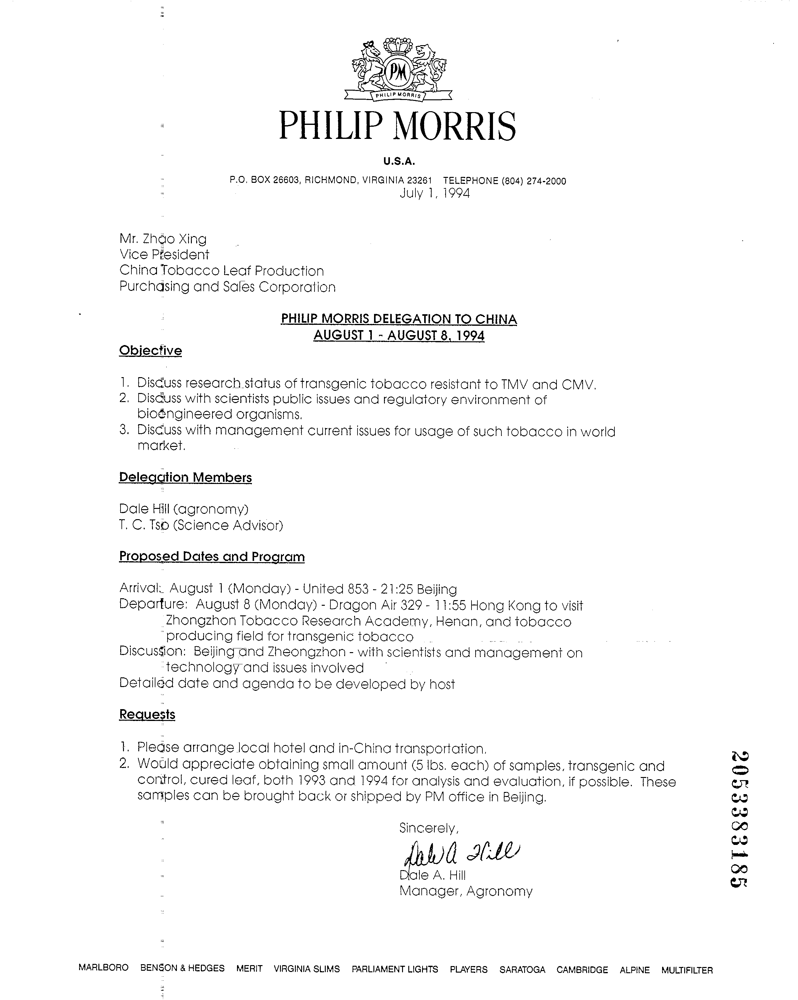 PM
PHILIP MORRIS
PHILIP MORRIS
U.S.A.
P.O. BOX 26603, RICHMOND, VIRGINIA 23261 TELEPHONE (804) 274-2000
July 1, 1994
Mr. Zhao Xing
Vice President
China Tobacco Leaf Production
Purchasing and Sales Corporation
PHILIP MORRIS DELEGATION TO CHINA
AUGUST 1 - AUGUST 8, 1994
Objective
1. Discuss research status of transgenic tobacco resistant to TMV and CMV.
2. Discuss with scientists public issues and regulatory environment of
bioengineered organisms.
3. Discuss with management current issues for usage of such tobacco in world
market.
Delegation Members
Dale Hill (agronomy)
T. C. Tso (Science Advisor)
Proposed Dates and Program
Arrival: August 1 (Monday) - United 853 - 21:25 Beijing
Departure: August 8 (Monday) - Dragon Air 329 - 11:55 Hong Kong to visit
Zhongzhon Tobacco Research Academy, Henan, and tobacco
producing field for transgenic tobacco
Discussion: Beijing and Zheongzhon - with scientists and management on
technology and issues involved
Detailed date and agenda to be developed by host
Requests
1. Please arrange local hotel and in-China transportation.
2. Would appreciate obtaining small amount (5 lbs. each) of samples, transgenic and
control, cured leaf, both 1993 and 1994 for analysis and evaluation, if possible. These
samples can be brought back or shipped by PM office in Beijing.
Sincerely,
Dale A Hill
Dale A. Hill
Manager, Agronomy
2053383185
MARLBORO BENSON & HEDGES MERIT VIRGINIA SLIMS PARLIAMENT LIGHTS PLAYERS SARATOGA CAMBRIDGE ALPINE MULTIFILTER